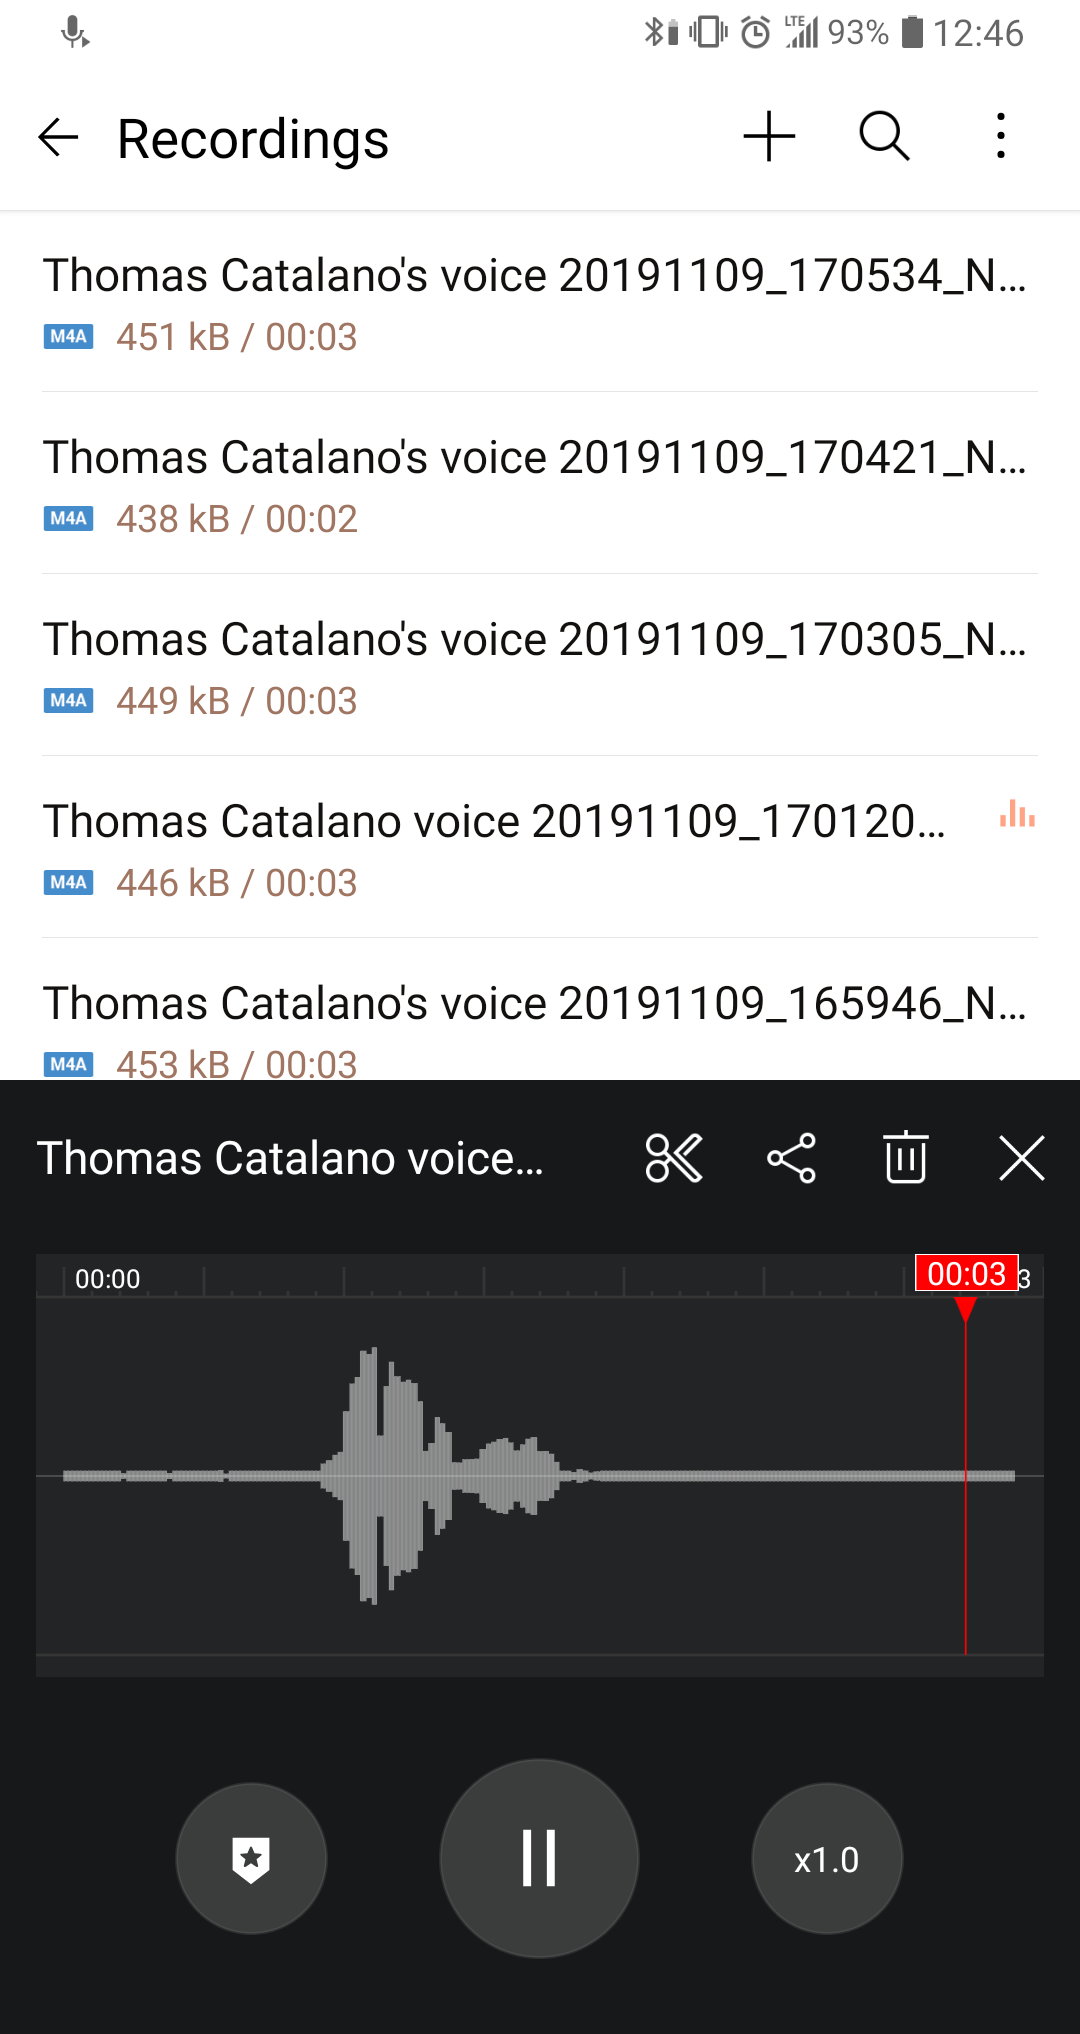 LTE 93% 12:46
Recordings
Thomas Catalano's voice 20191109_170534_N...
M4A 451 kB / 00:03
Thomas Catalano's voice 20191109_170421_N...
M4A 438 kB / 00:02
Thomas Catalano's voice 20191109_170305_N...
M4A 449 kB / 00:03
Thomas Catalano voice 20191109_170120...
M4A 446 kB / 00:03
Thomas Catalano's voice 20191109_165946_N...
M4A 453 kB / 00:03
Thomas Catalano voice...
00:00 00:03 3
x1.0